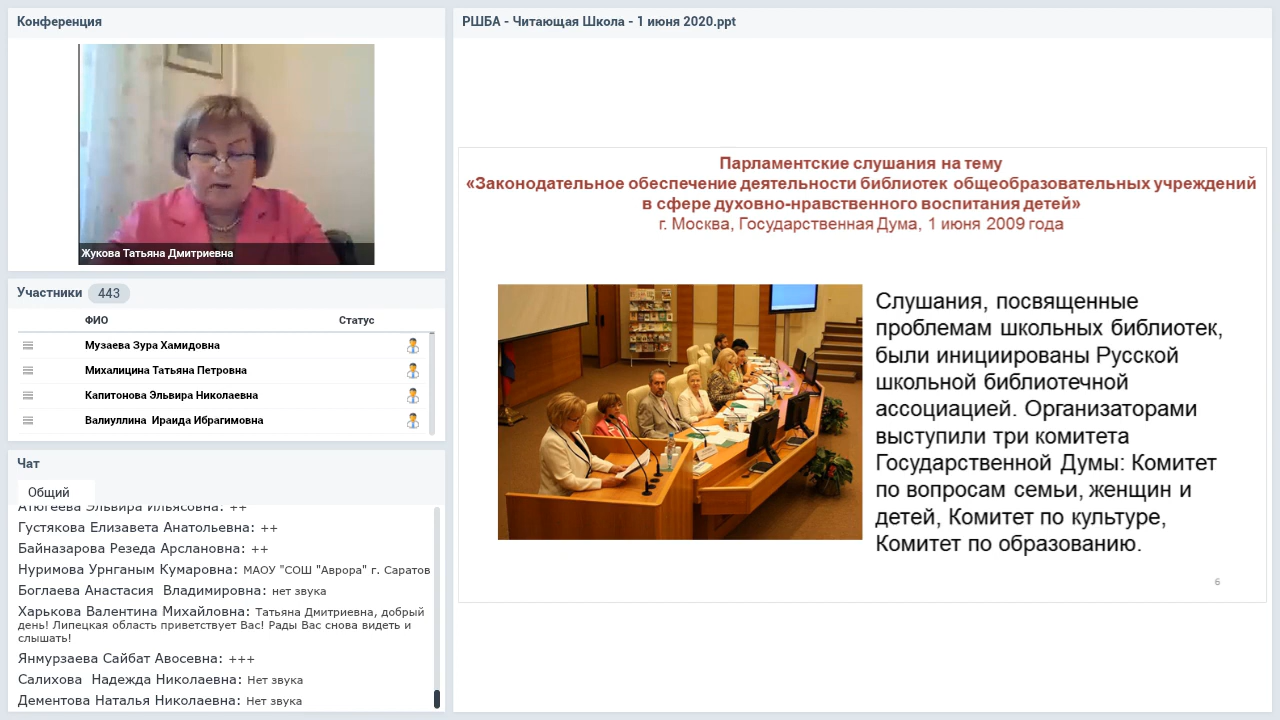 Конференция
Жукова Татьяна Дмитриевна
Участники 443
ФИО Статус
Музаева Зура Хамидовна
Михалицина Татьяна Петровна
Капитонова Эльвира Николаевна
Валиуллина Ираида Ибрагимовна
Чат
Общий
Атюгеева Эльвира Ильясовна: ++
Густякова Елизавета Анатольевна: ++
Байназарова Резеда Арслановна: ++
Нуримова Урнганым Кумаровна: МАОУ "СОШ "Аврора" г. Саратов
Боглаева Анастасия Владимировна: нет звука
Харькова Валентина Михайловна: Татьяна Дмитриевна, добрый
день! Липецкая область приветствует Вас! Рады Вас снова видеть и
слышать!
Янмурзаева Сайбат Авосевна: +++
Салихова Надежда Николаевна: Нет звука
Дементова Наталья Николаевна: Нет звука
РШБА - Читающая Школа - 1 июня 2020.ppt
Парламентские слушания на тему
«Законодательное обеспечение деятельности библиотек общеобразовательных учреждений
в сфере духовно-нравственного воспитания детей»
г. Москва, Государственная Дума, 1 июня 2009 года
Слушания, посвященные
проблемам школьных библиотек,
были инициированы Русской
школьной библиотечной
ассоциацией. Организаторами
выступили три комитета
Государственной Думы: Комитет
по вопросам семьи, женщин и
детей, Комитет по культуре,
Комитет по образованию.
6